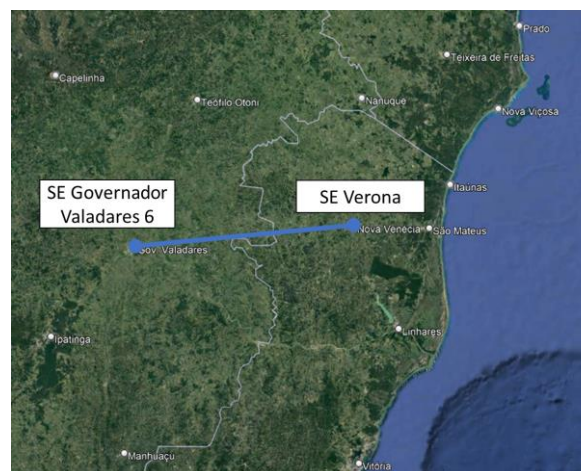 Prado
Teixeira de Freitas
Capelinha
Teófilo Otoni
Nanuque
Nova Viçosa
SE Governador
Valadares 6
SE Verona
Itaúnas
Gov. Valadares
Nova Venécia
São Mateus
Ipatinga
Linhares
Manhuaçu
Vitória